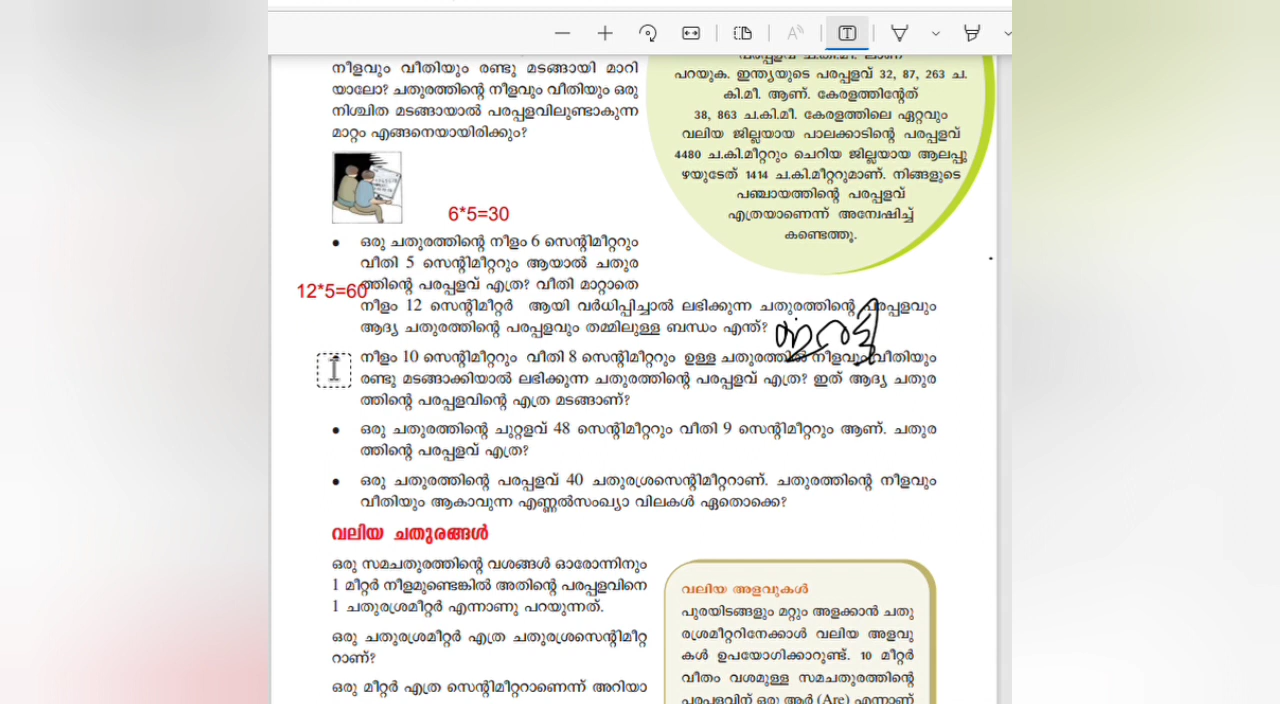 നീളവും വീതിയും രണ്ടു മടങ്ങായി മാറി
യാലോ? ചതുരത്തിന്റെ നീളവും വീതിയും ഒരു
നിശ്ചിത മടങ്ങായാൽ പരപ്പളവിലുണ്ടാകുന്ന
മാറ്റം എങ്ങനെയായിരിക്കും?
പരപ്പളവ് ച.കി.മീ. ലാണ്
പറയുക. ഇന്ത്യയുടെ പരപ്പളവ് 32, 87, 263 ച.
കി.മീ. ആണ്. കേരളത്തിന്റേത്
38, 863 ച.കി.മീ. കേരളത്തിലെ ഏറ്റവും
വലിയ ജില്ലയായ പാലക്കാടിന്റെ പരപ്പളവ്
4480 ച.കി.മീറ്ററും ചെറിയ ജില്ലയായ ആലപ്പു
ഴയുടേത് 1414 ച.കി.മീറ്ററുമാണ്. നിങ്ങളുടെ
പഞ്ചായത്തിന്റെ പരപ്പളവ്
എത്രയാണെന്ന് അന്വേഷിച്ച്
കണ്ടെത്തൂ.
6*5=30
• ഒരു ചതുരത്തിന്റെ നീളം 6 സെന്റിമീറ്ററും
വീതി 5 സെന്റിമീറ്ററും ആയാൽ ചതുര
ത്തിന്റെ പരപ്പളവ് എത്ര? വീതി മാറ്റാതെ
12*5=60
നീളം 12 സെന്റിമീറ്റർ ആയി വർധിപ്പിച്ചാൽ ലഭിക്കുന്ന ചതുരത്തിന്റെ പരപ്പളവും
ആദ്യ ചതുരത്തിന്റെ പരപ്പളവും തമ്മിലുള്ള ബന്ധം എന്ത്? ഇരട്ടി
• നീളം 10 സെന്റിമീറ്ററും വീതി 8 സെന്റിമീറ്ററും ഉള്ള ചതുരത്തിൽ നീളവും വീതിയും
രണ്ടു മടങ്ങാക്കിയാൽ ലഭിക്കുന്ന ചതുരത്തിന്റെ പരപ്പളവ് എത്ര? ഇത് ആദ്യ ചതുര
ത്തിന്റെ പരപ്പളവിന്റെ എത്ര മടങ്ങാണ്?
• ഒരു ചതുരത്തിന്റെ ചുറ്റളവ് 48 സെന്റിമീറ്ററും വീതി 9 സെന്റിമീറ്ററും ആണ്. ചതുര
ത്തിന്റെ പരപ്പളവ് എത്ര?
• ഒരു ചതുരത്തിന്റെ പരപ്പളവ് 40 ചതുരശ്രസെന്റിമീറ്ററാണ്. ചതുരത്തിന്റെ നീളവും
വീതിയും ആകാവുന്ന എണ്ണൽസംഖ്യാ വിലകൾ ഏതൊക്കെ?
വലിയ ചതുരങ്ങൾ
ഒരു സമചതുരത്തിന്റെ വശങ്ങൾ ഓരോന്നിനും
1 മീറ്റർ നീളമുണ്ടെങ്കിൽ അതിന്റെ പരപ്പളവിനെ
1 ചതുരശ്രമീറ്റർ എന്നാണു പറയുന്നത്.
ഒരു ചതുരശ്രമീറ്റർ എത്ര ചതുരശ്രസെന്റിമീറ്റ
റാണ്?
ഒരു മീറ്റർ എത്ര സെന്റിമീറ്ററാണെന്ന് അറിയാ
വലിയ അളവുകൾ
പുരയിടങ്ങളും മറ്റും അളക്കാൻ ചതു
രശ്രമീറ്ററിനേക്കാൾ വലിയ അളവു
കൾ ഉപയോഗിക്കാറുണ്ട്. 10 മീറ്റർ
വീതം വശമുള്ള സമചതുരത്തിന്റെ
പരപ്പളവിന് ഒരു ആർ (Are) എന്നാണ്